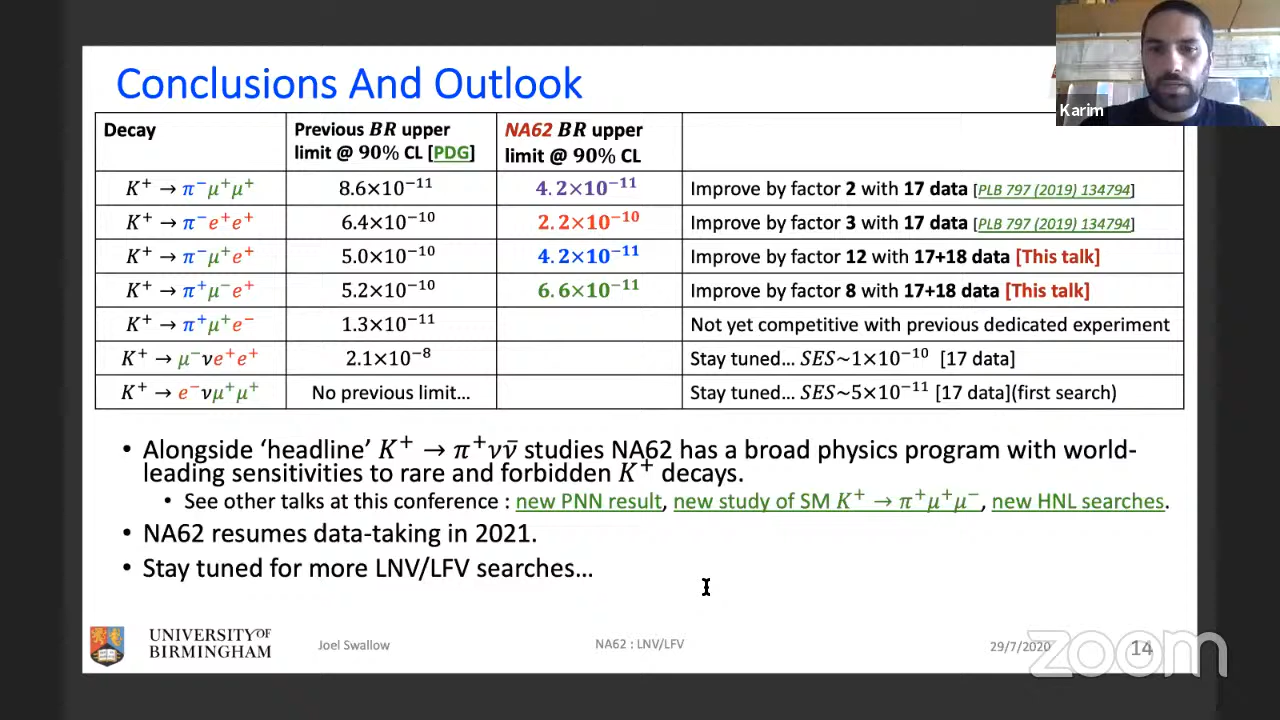 Conclusions And Outlook
Karim
Decay
Previous BR upper limit @ 90% CL [PDG]
NA62 BR upper limit @ 90% CL
K⁺ → π⁻μ⁺μ⁺ 8.6×10⁻¹¹ 4.2×10⁻¹¹ Improve by factor 2 with 17 data [PLB 797 (2019) 134794]
K⁺ → π⁻e⁺e⁺ 6.4×10⁻¹⁰ 2.2×10⁻¹⁰ Improve by factor 3 with 17 data [PLB 797 (2019) 134794]
K⁺ → π⁻μ⁺e⁺ 5.0×10⁻¹⁰ 4.2×10⁻¹¹ Improve by factor 12 with 17+18 data [This talk]
K⁺ → π⁺μ⁻e⁺ 5.2×10⁻¹⁰ 6.6×10⁻¹¹ Improve by factor 8 with 17+18 data [This talk]
K⁺ → π⁺μ⁺e⁻ 1.3×10⁻¹¹ Not yet competitive with previous dedicated experiment
K⁺ → μ⁻νe⁺e⁺ 2.1×10⁻⁸ Stay tuned... SES~1×10⁻¹⁰ [17 data]
K⁺ → e⁻νμ⁺μ⁺ No previous limit... Stay tuned... SES~5×10⁻¹¹ [17 data](first search)
• Alongside ‘headline’ K⁺ → π⁺νν̄ studies NA62 has a broad physics program with world-
leading sensitivities to rare and forbidden K⁺ decays.
• See other talks at this conference : new PNN result, new study of SM K⁺ → π⁺μ⁺μ⁻, new HNL searches.
• NA62 resumes data-taking in 2021.
• Stay tuned for more LNV/LFV searches...
UNIVERSITY OF
BIRMINGHAM
Joel Swallow
NA62 : LNV/LFV
29/7/2020
14
zoom